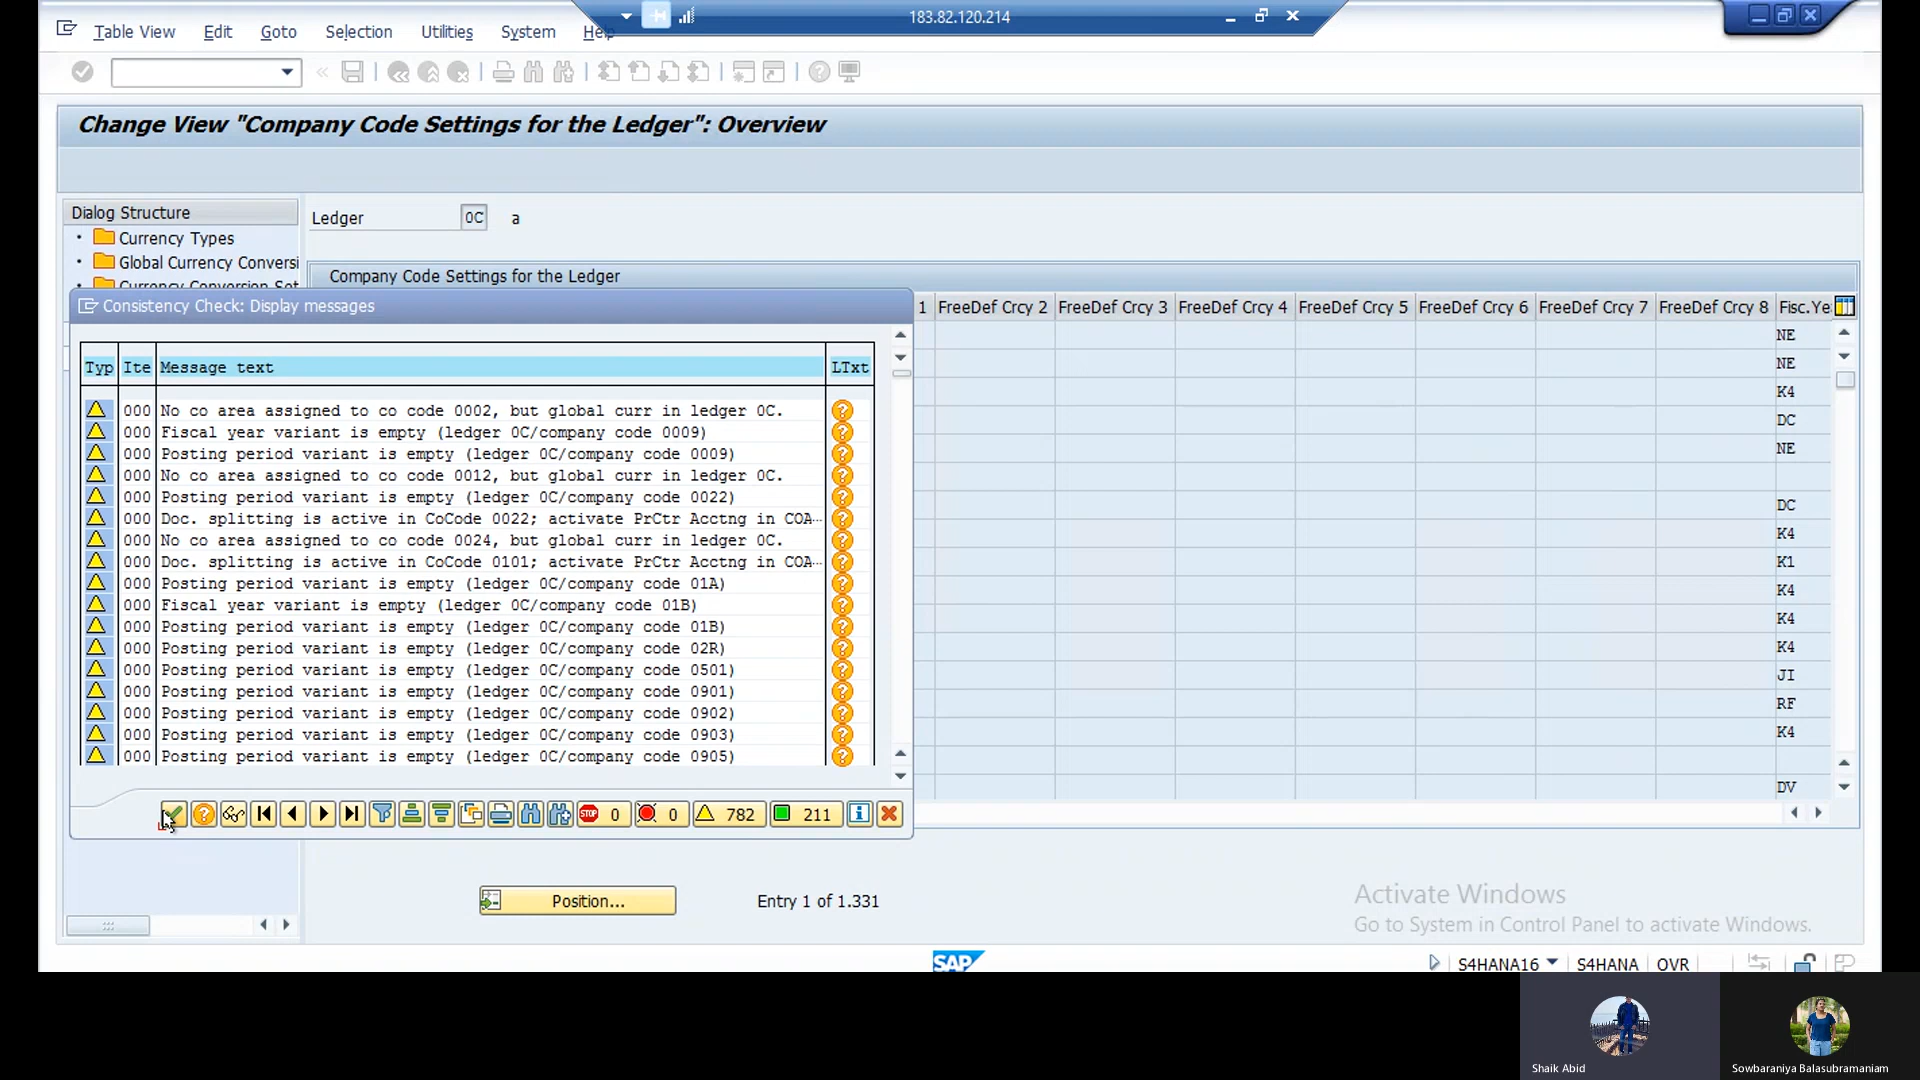 183.82.120.214
Table View Edit Goto Selection Utilities System Help
Change View "Company Code Settings for the Ledger": Overview
Dialog Structure
Currency Types
Global Currency Conversi
Currency Conversion Set
Ledger 0C a
Company Code Settings for the Ledger
1 FreeDef Crcy 2 FreeDef Crcy 3 FreeDef Crcy 4 FreeDef Crcy 5 FreeDef Crcy 6 FreeDef Crcy 7 FreeDef Crcy 8 Fisc.Ye
NE
NE
K4
DC
NE
DC
K4
K1
K4
K4
K4
JI
RF
K4
DV
Consistency Check: Display messages
Typ Ite Message text LTxt
000 No co area assigned to co code 0002, but global curr in ledger 0C.
000 Fiscal year variant is empty (ledger 0C/company code 0009)
000 Posting period variant is empty (ledger 0C/company code 0009)
000 No co area assigned to co code 0012, but global curr in ledger 0C.
000 Posting period variant is empty (ledger 0C/company code 0022)
000 Doc. splitting is active in CoCode 0022; activate PrCtr Acctng in COA…
000 No co area assigned to co code 0024, but global curr in ledger 0C.
000 Doc. splitting is active in CoCode 0101; activate PrCtr Acctng in COA…
000 Posting period variant is empty (ledger 0C/company code 01A)
000 Fiscal year variant is empty (ledger 0C/company code 01B)
000 Posting period variant is empty (ledger 0C/company code 01B)
000 Posting period variant is empty (ledger 0C/company code 02R)
000 Posting period variant is empty (ledger 0C/company code 0501)
000 Posting period variant is empty (ledger 0C/company code 0901)
000 Posting period variant is empty (ledger 0C/company code 0902)
000 Posting period variant is empty (ledger 0C/company code 0903)
000 Posting period variant is empty (ledger 0C/company code 0905)
STOP 0 0 782 211
Position... Entry 1 of 1.331
Activate Windows
Go to System in Control Panel to activate Windows.
SAP S4HANA16 S4HANA OVR
Shaik Abid
Sowbaraniya Balasubramaniam